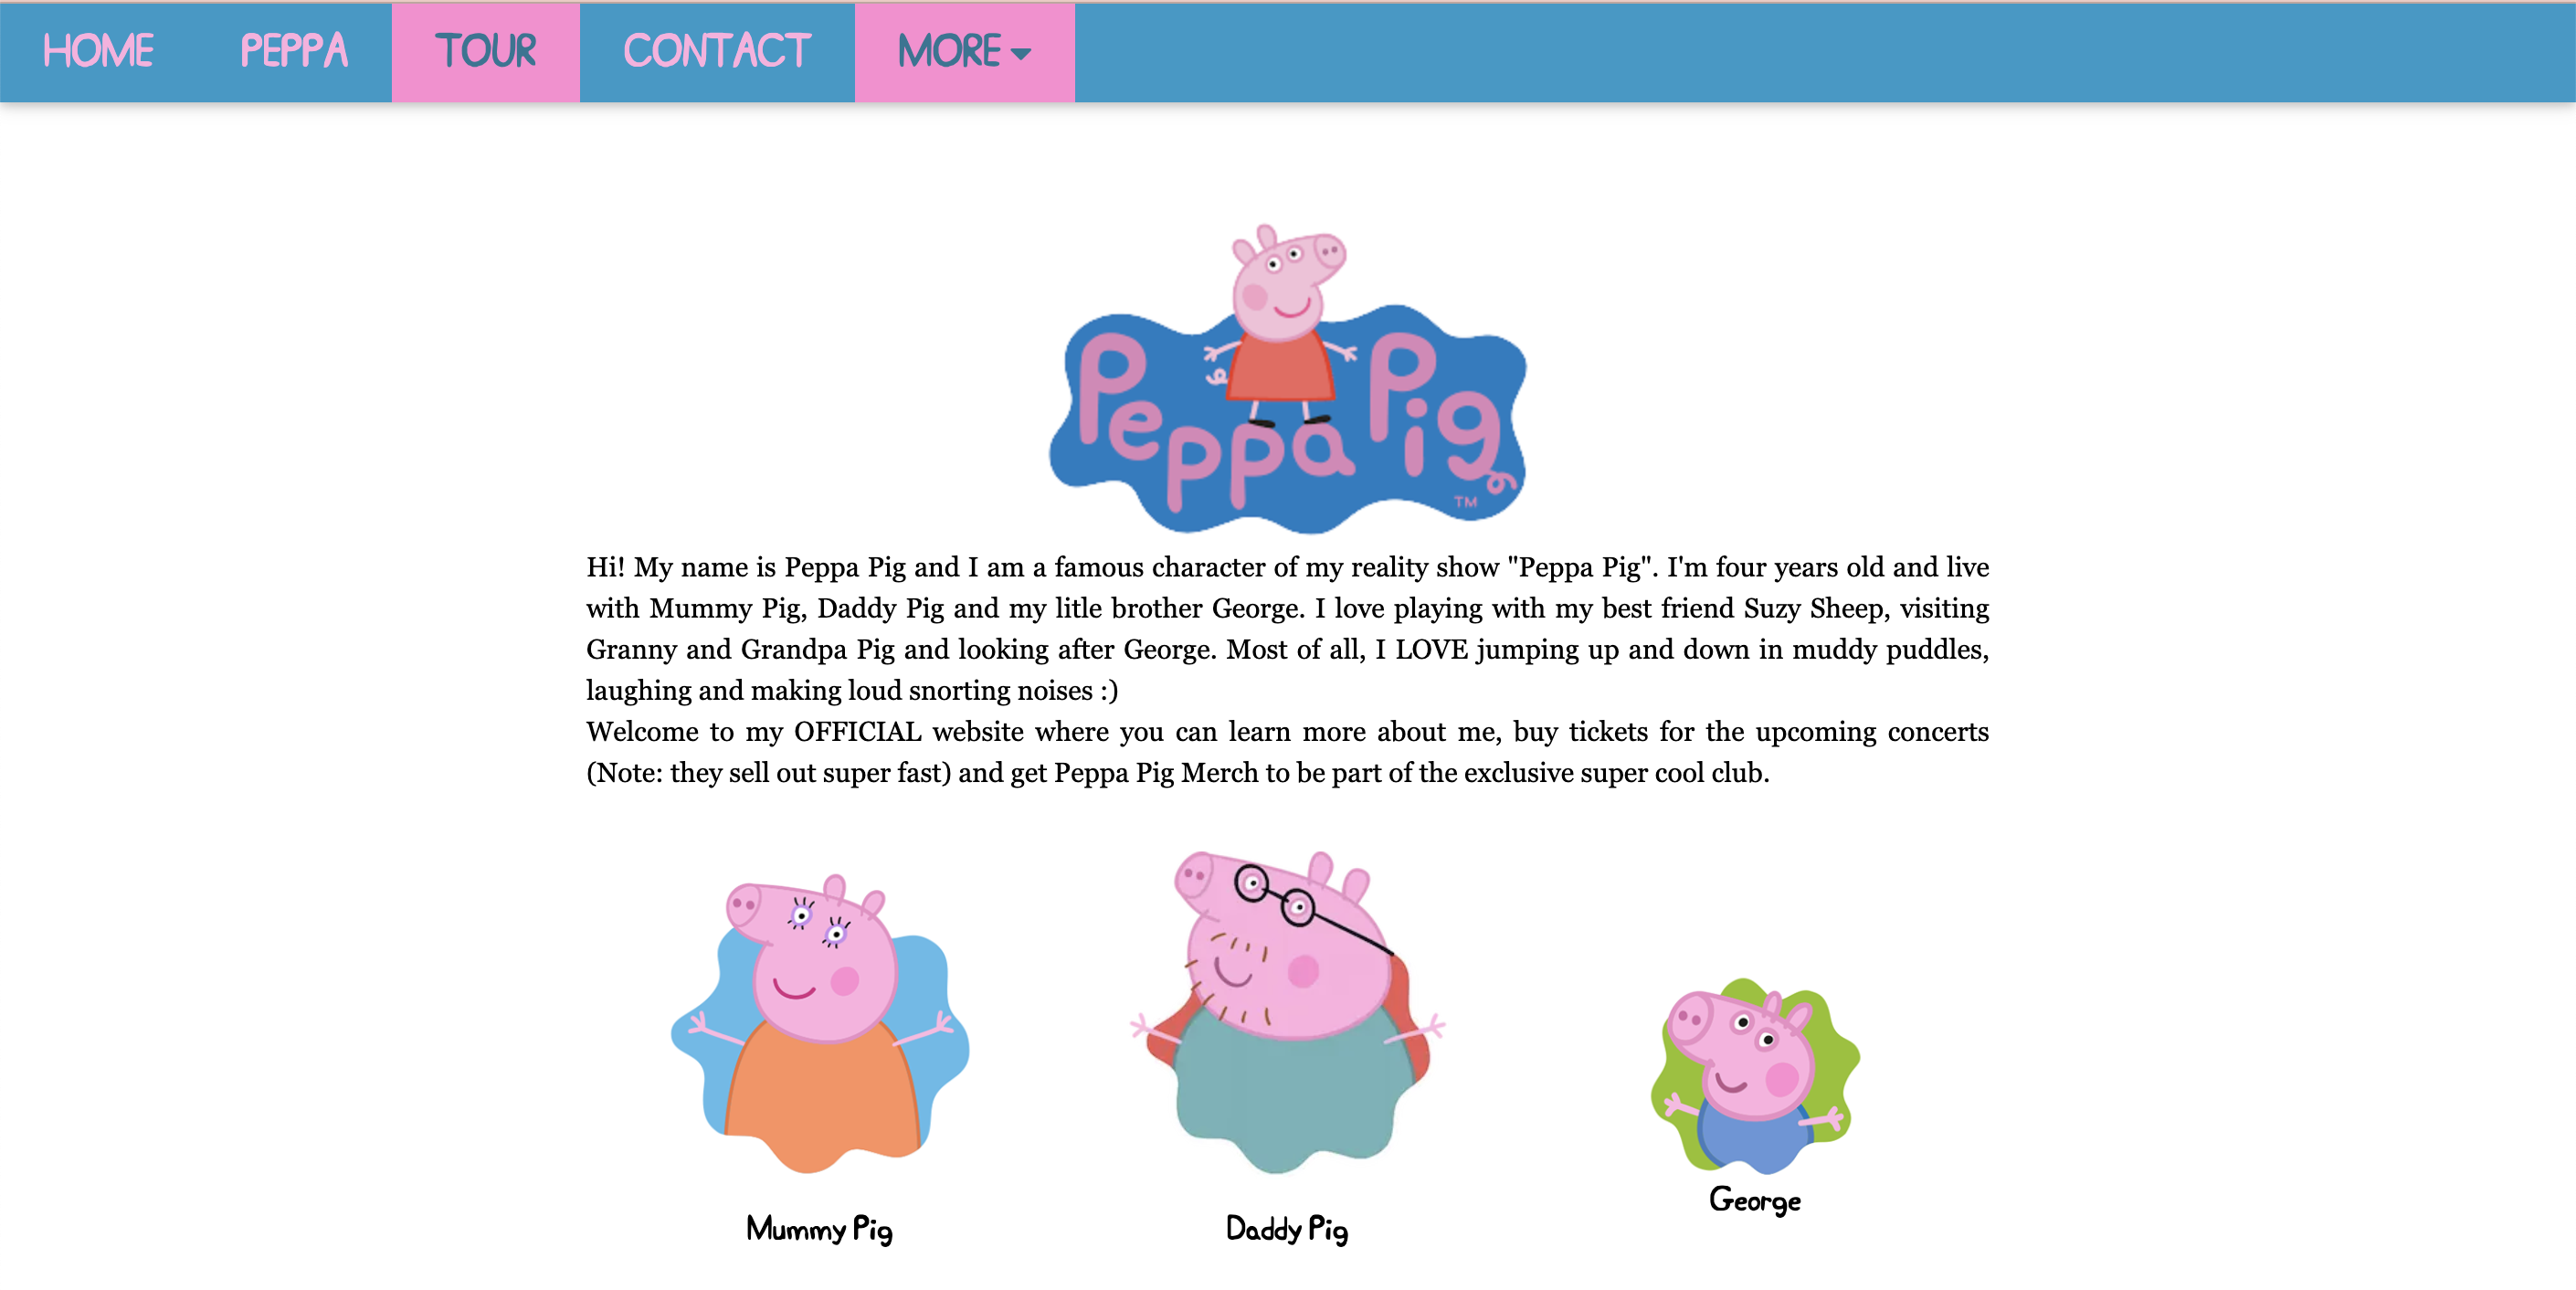 HOME PEPPA TOUR CONTACT MORE
Peppa Pig
TM
Hi! My name is Peppa Pig and I am a famous character of my reality show "Peppa Pig". I'm four years old and live
with Mummy Pig, Daddy Pig and my litle brother George. I love playing with my best friend Suzy Sheep, visiting
Granny and Grandpa Pig and looking after George. Most of all, I LOVE jumping up and down in muddy puddles,
laughing and making loud snorting noises :)
Welcome to my OFFICIAL website where you can learn more about me, buy tickets for the upcoming concerts
(Note: they sell out super fast) and get Peppa Pig Merch to be part of the exclusive super cool club.
Mummy Pig
Daddy Pig
George